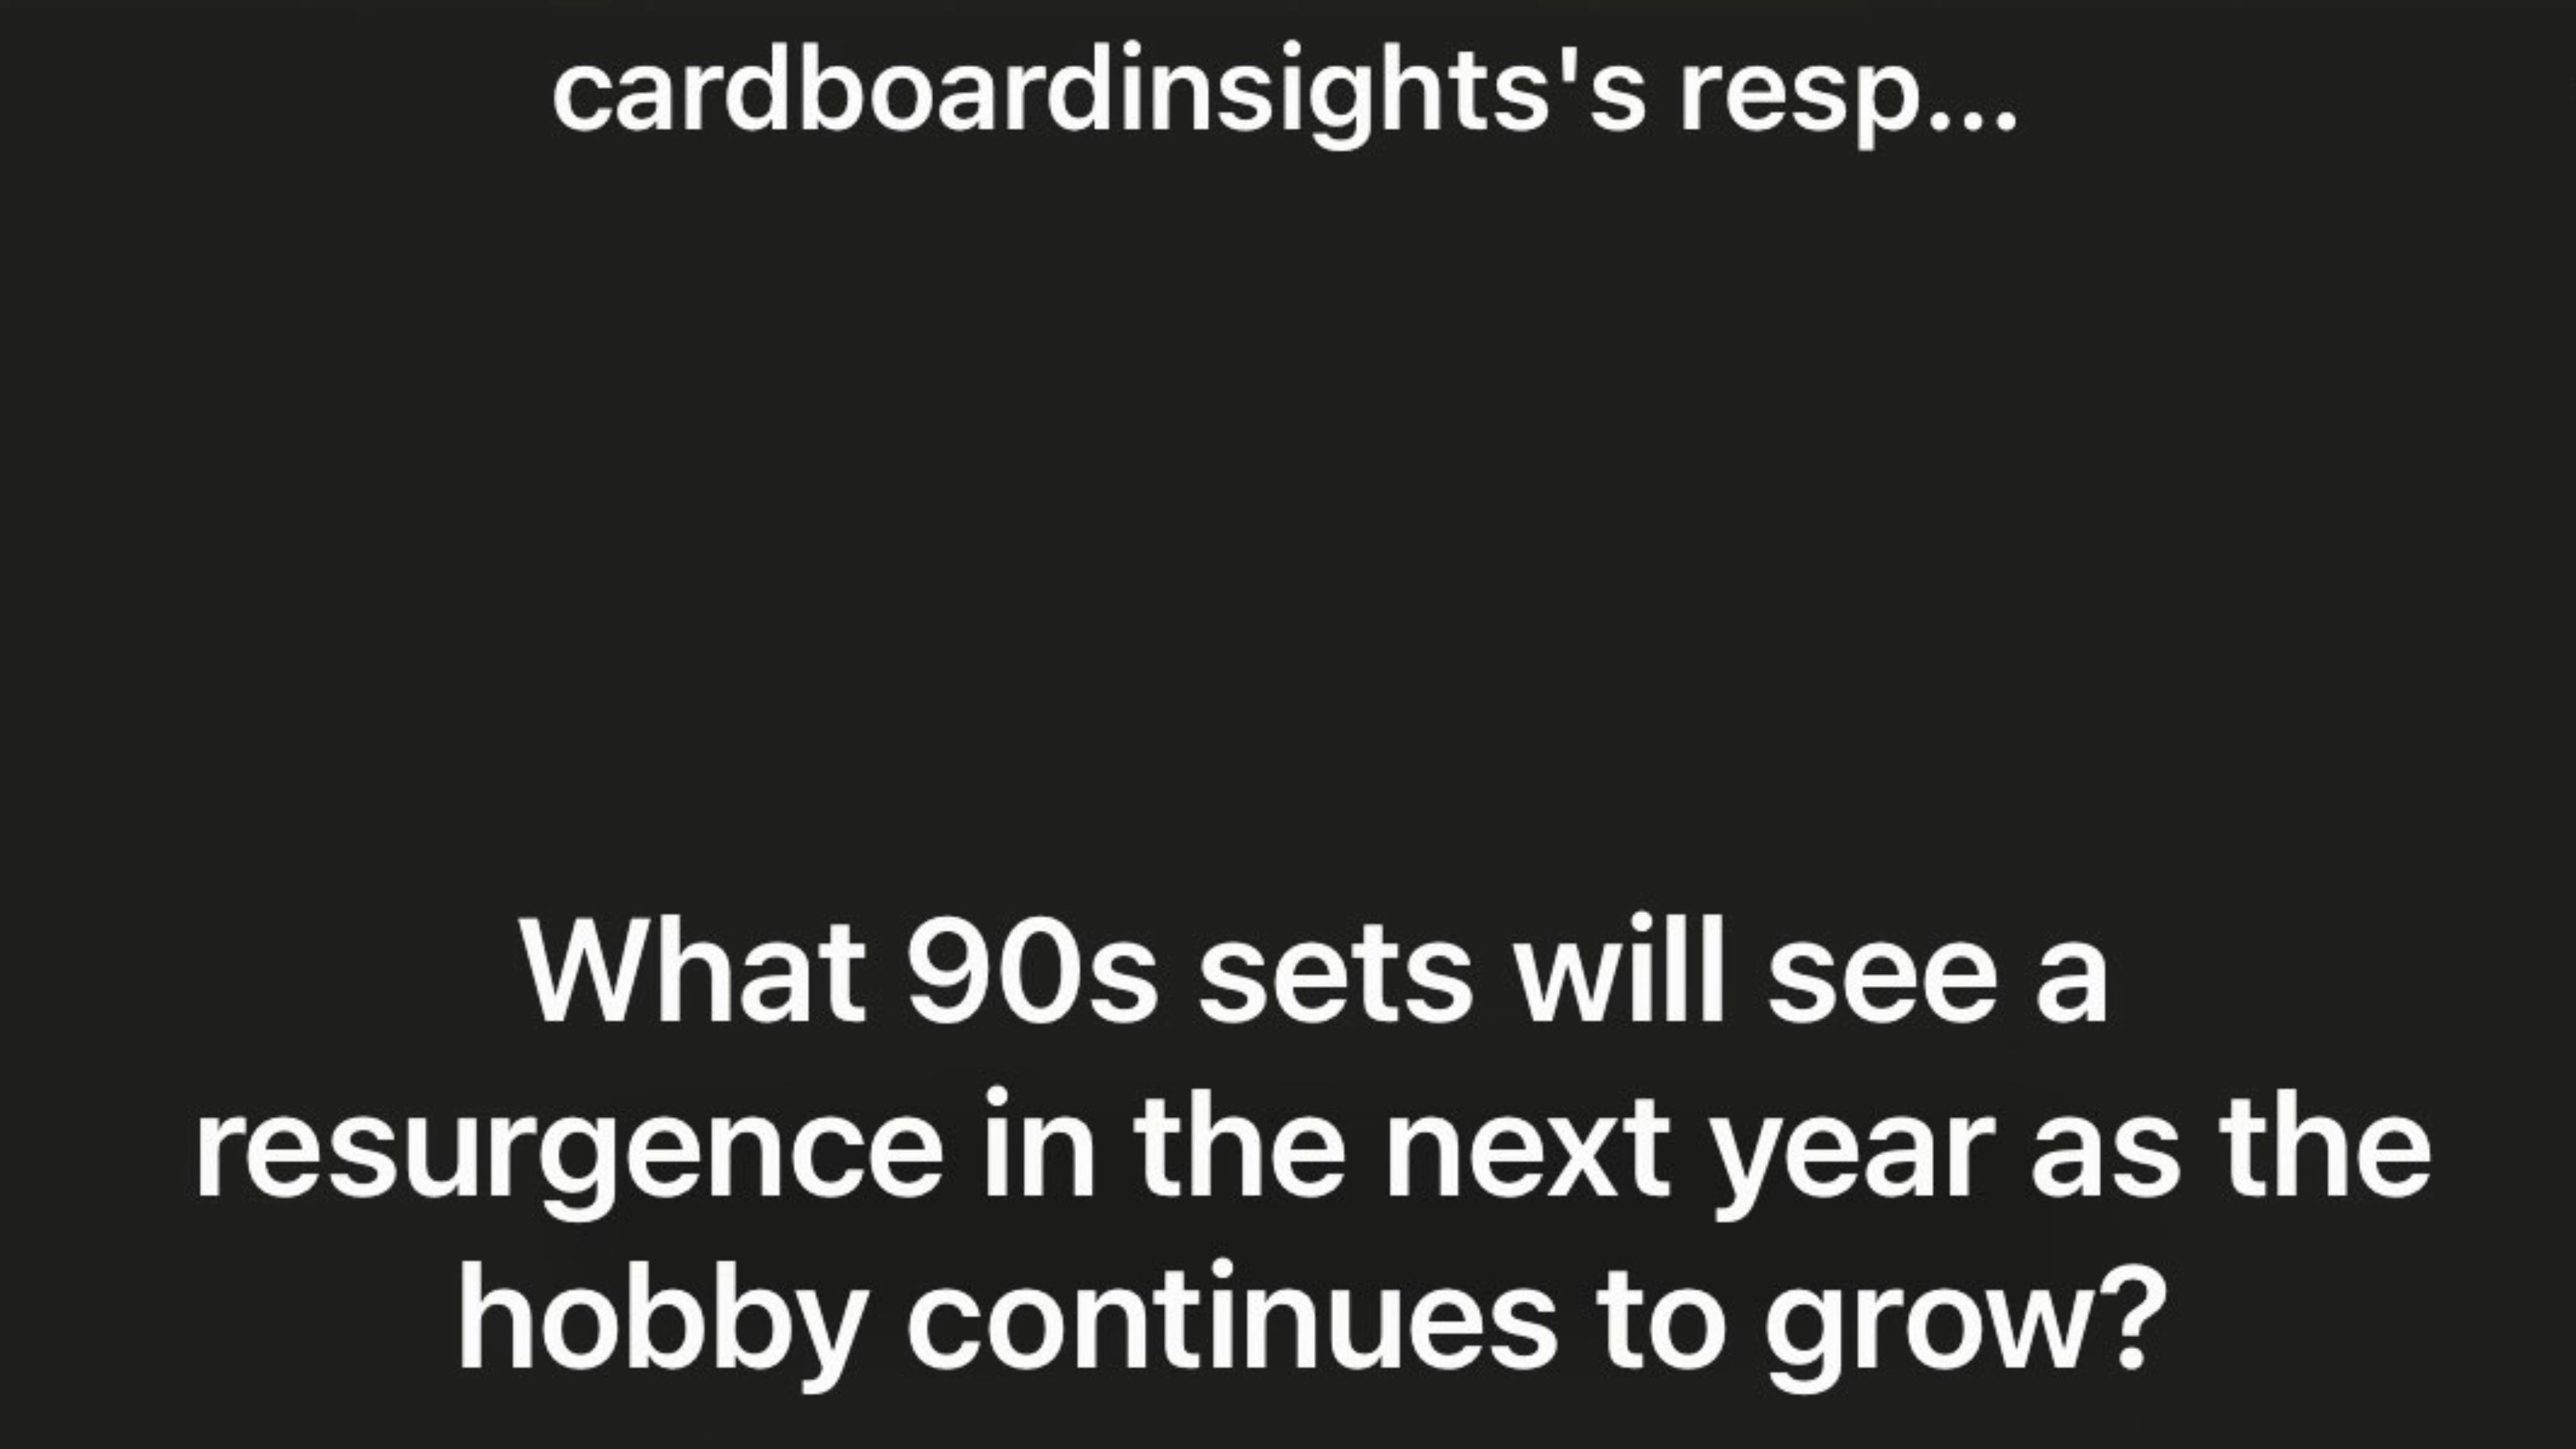 cardboardinsights's resp...
What 90s sets will see a
resurgence in the next year as the
hobby continues to grow?